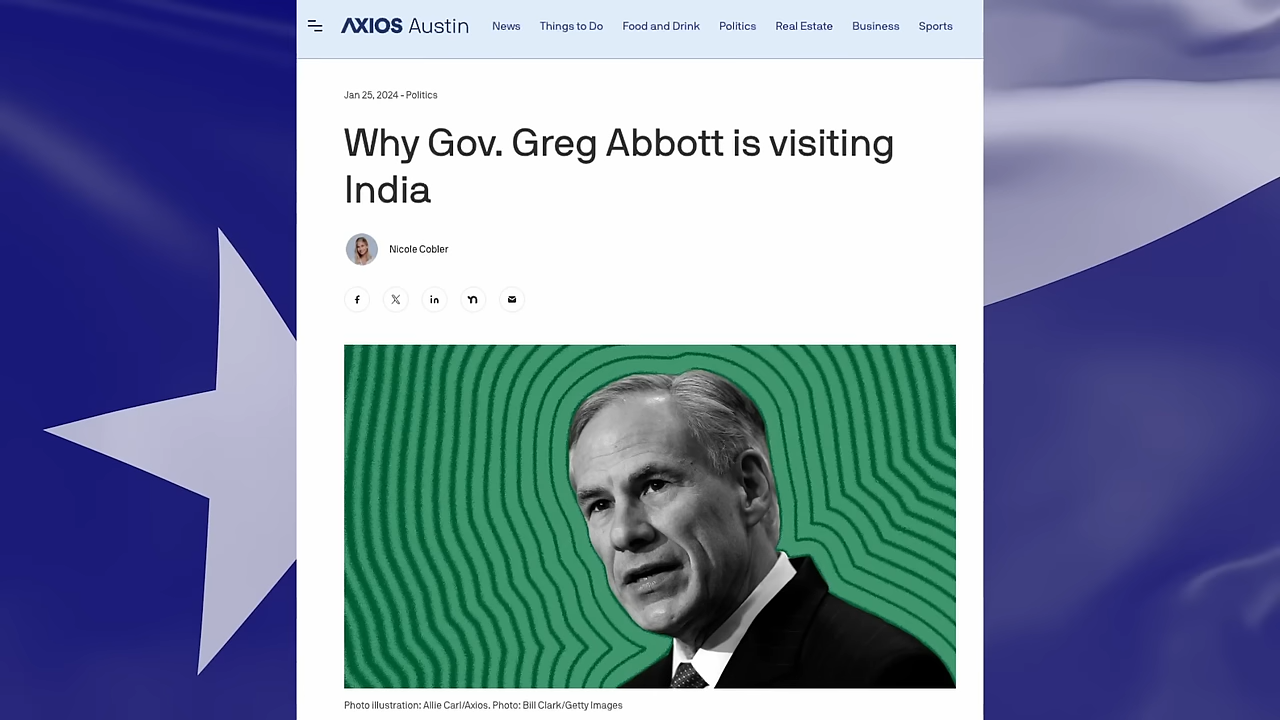 AXIOS Austin News Things to Do Food and Drink Politics Real Estate Business Sports
Jan 25, 2024 - Politics
Why Gov. Greg Abbott is visiting
India
Nicole Cobler
Photo illustration: Allie Carl/Axios. Photo: Bill Clark/Getty Images